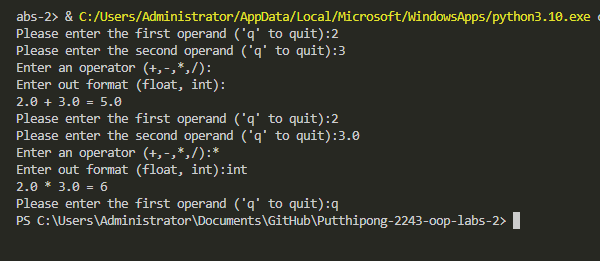 abs-2> & C:/Users/Administrator/AppData/Local/Microsoft/WindowsApps/python3.10.exe
Please enter the first operand ('q' to quit):2
Please enter the second operand ('q' to quit):3
Enter an operator (+,-,*,/):
Enter out format (float, int):
2.0 + 3.0 = 5.0
Please enter the first operand ('q' to quit):2
Please enter the second operand ('q' to quit):3.0
Enter an operator (+,-,*,/):*
Enter out format (float, int):int
2.0 * 3.0 = 6
Please enter the first operand ('q' to quit):q
PS C:\Users\Administrator\Documents\GitHub\Putthipong-2243-oop-labs-2>